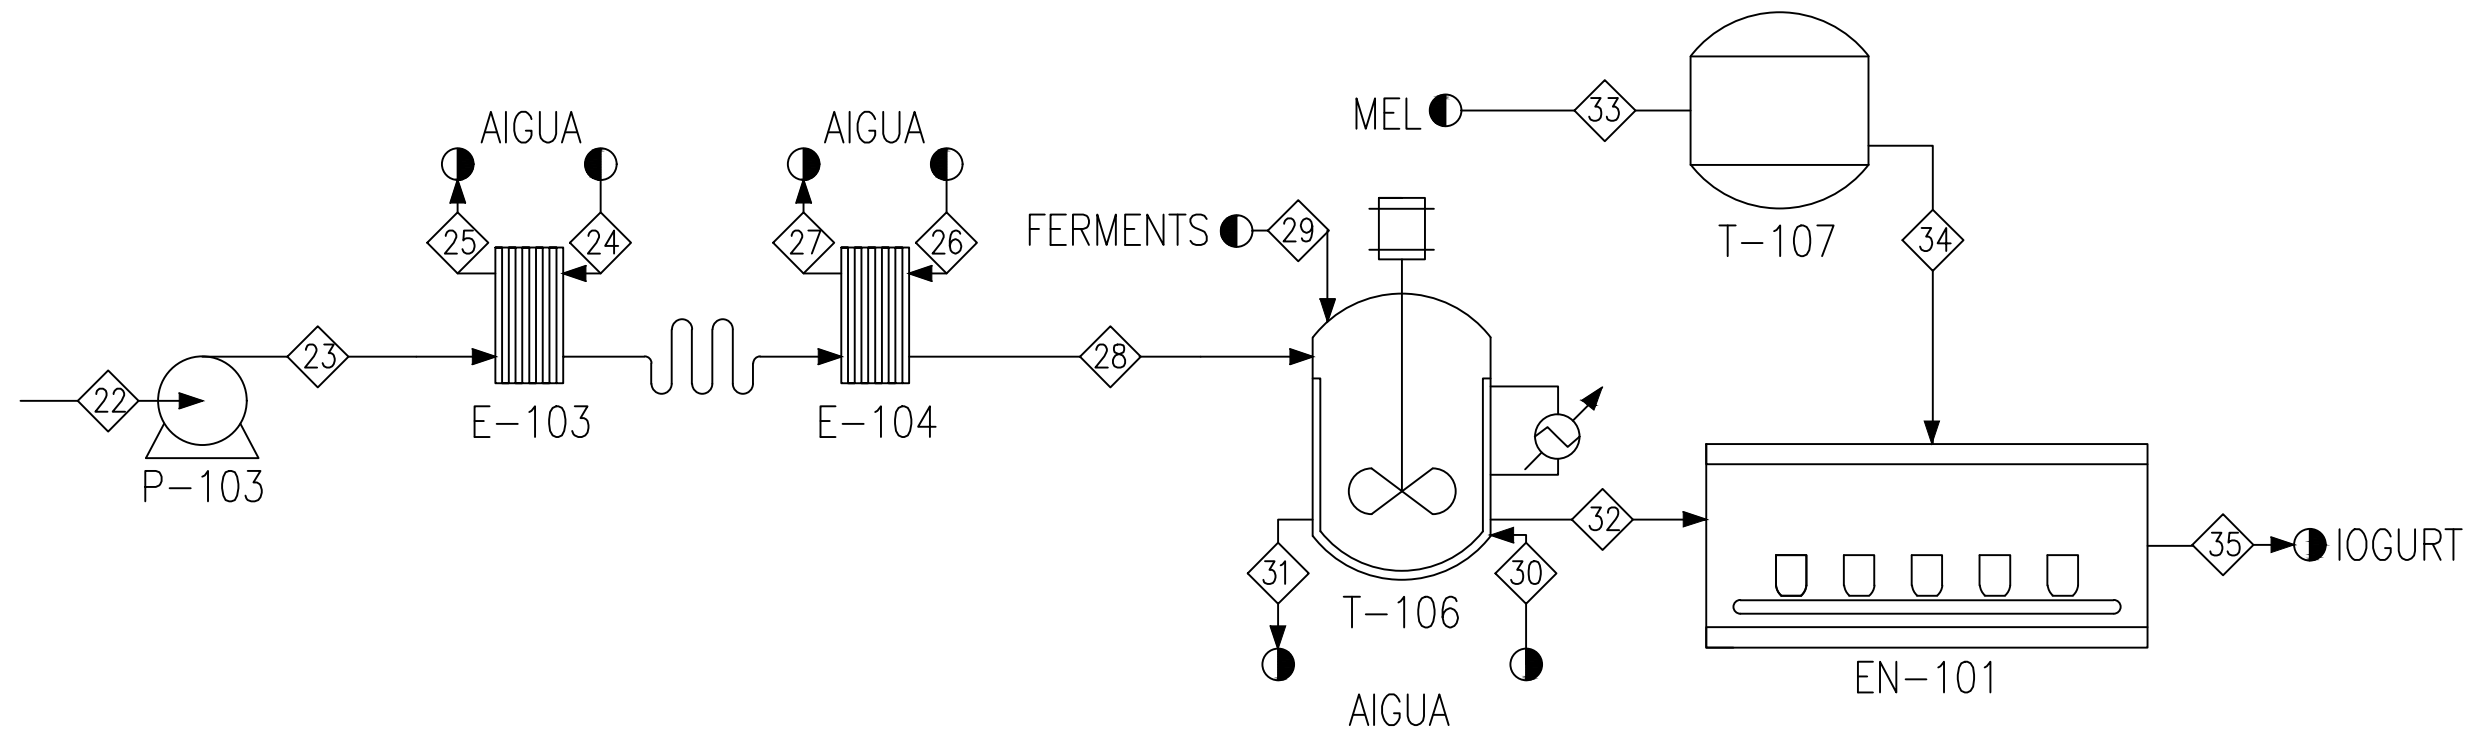 AIGUA
AIGUA
MEL
33
FERMENTS
29
T-107
25
24
27
26
34
23
28
22
E-103
E-104
P-103
32
35
IOGURT
31
30
T-106
EN-101
AIGUA